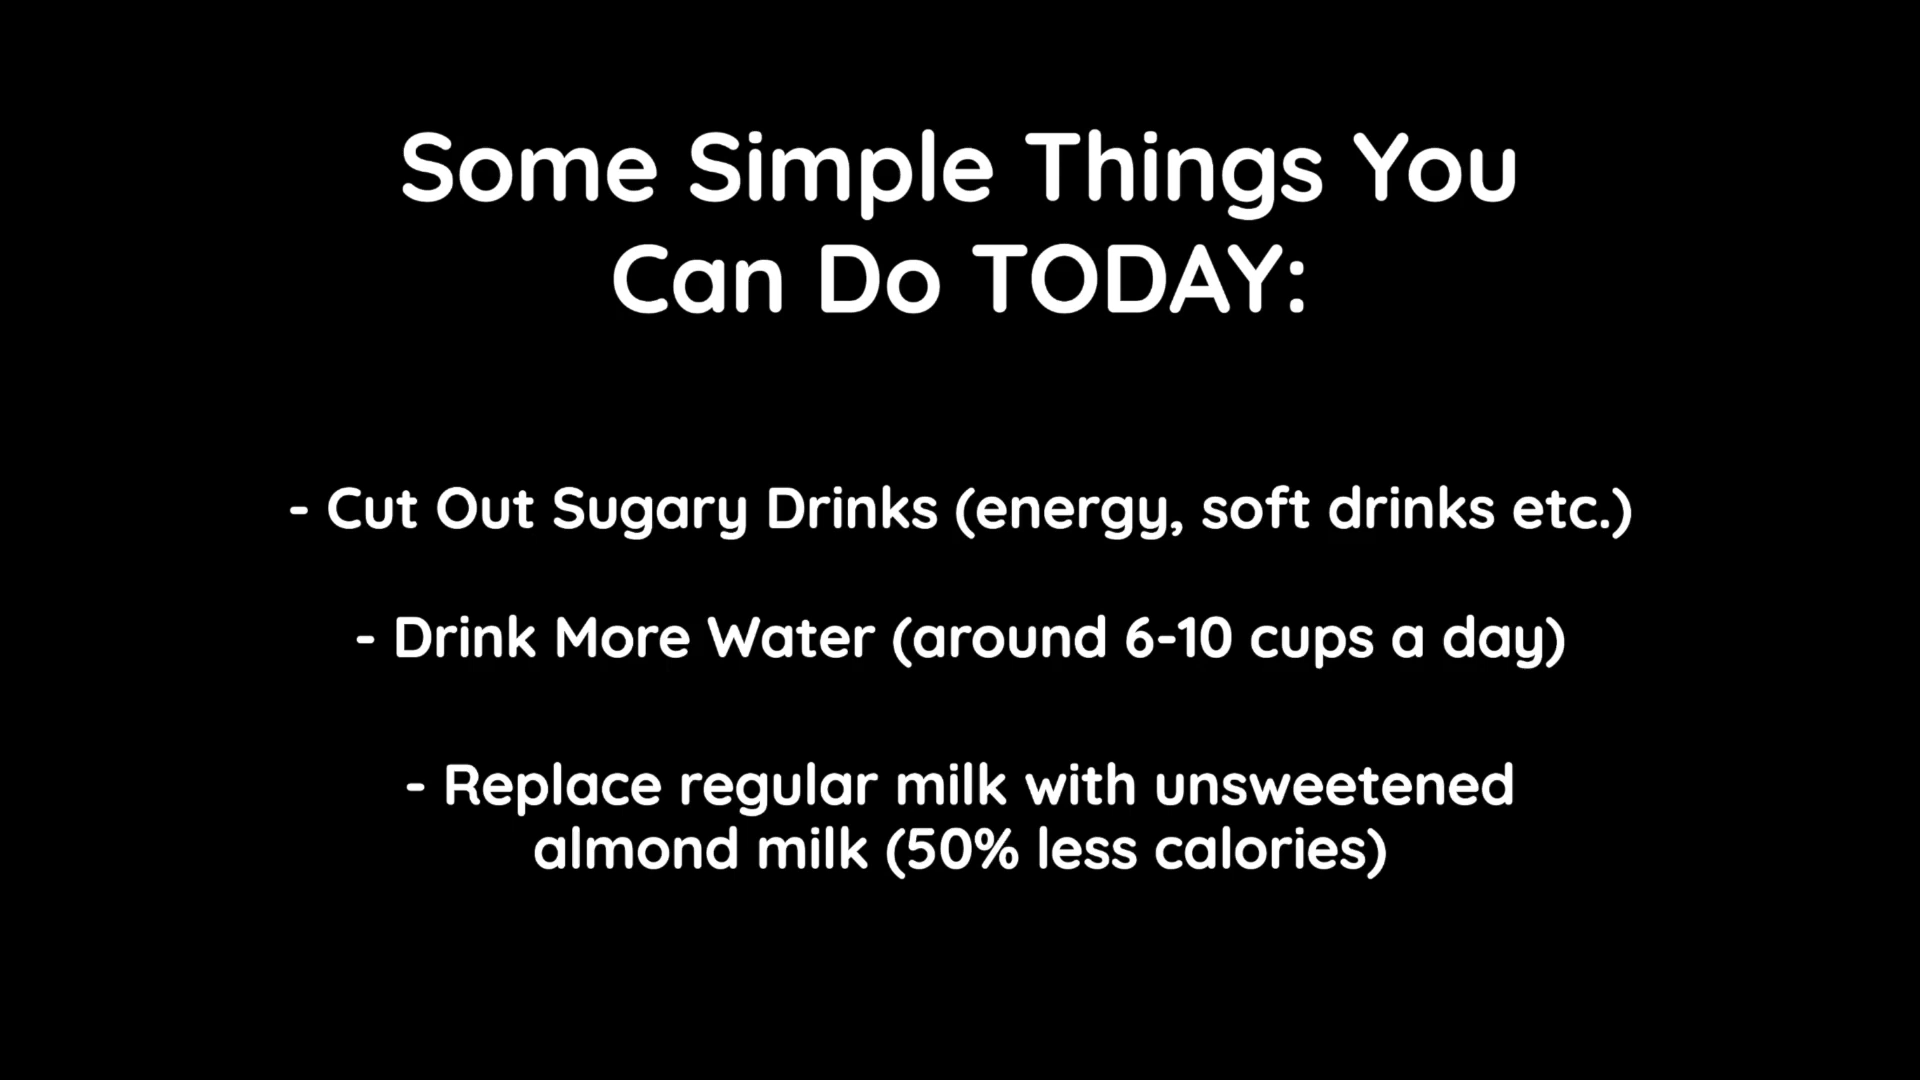 Some Simple Things You
Can Do TODAY:
- Cut Out Sugary Drinks (energy, soft drinks etc.)
- Drink More Water (around 6-10 cups a day)
- Replace regular milk with unsweetened
almond milk (50% less calories)